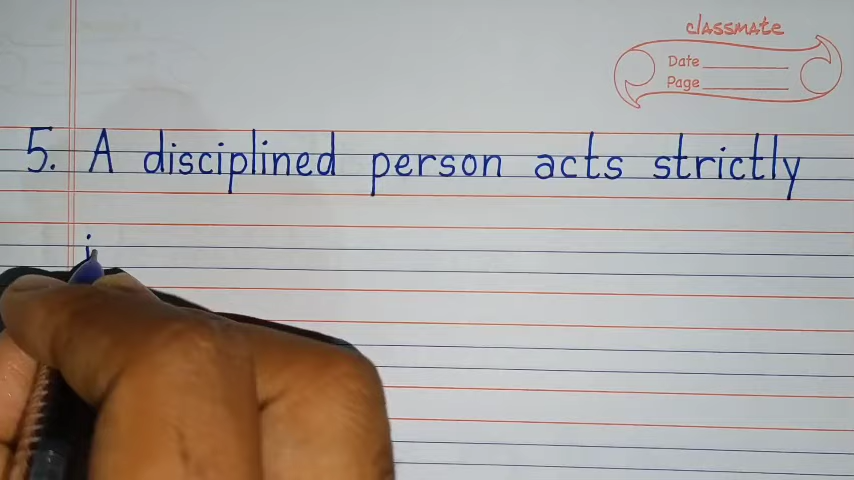 classmate
Date
Page
5. A disciplined person acts strictly
i